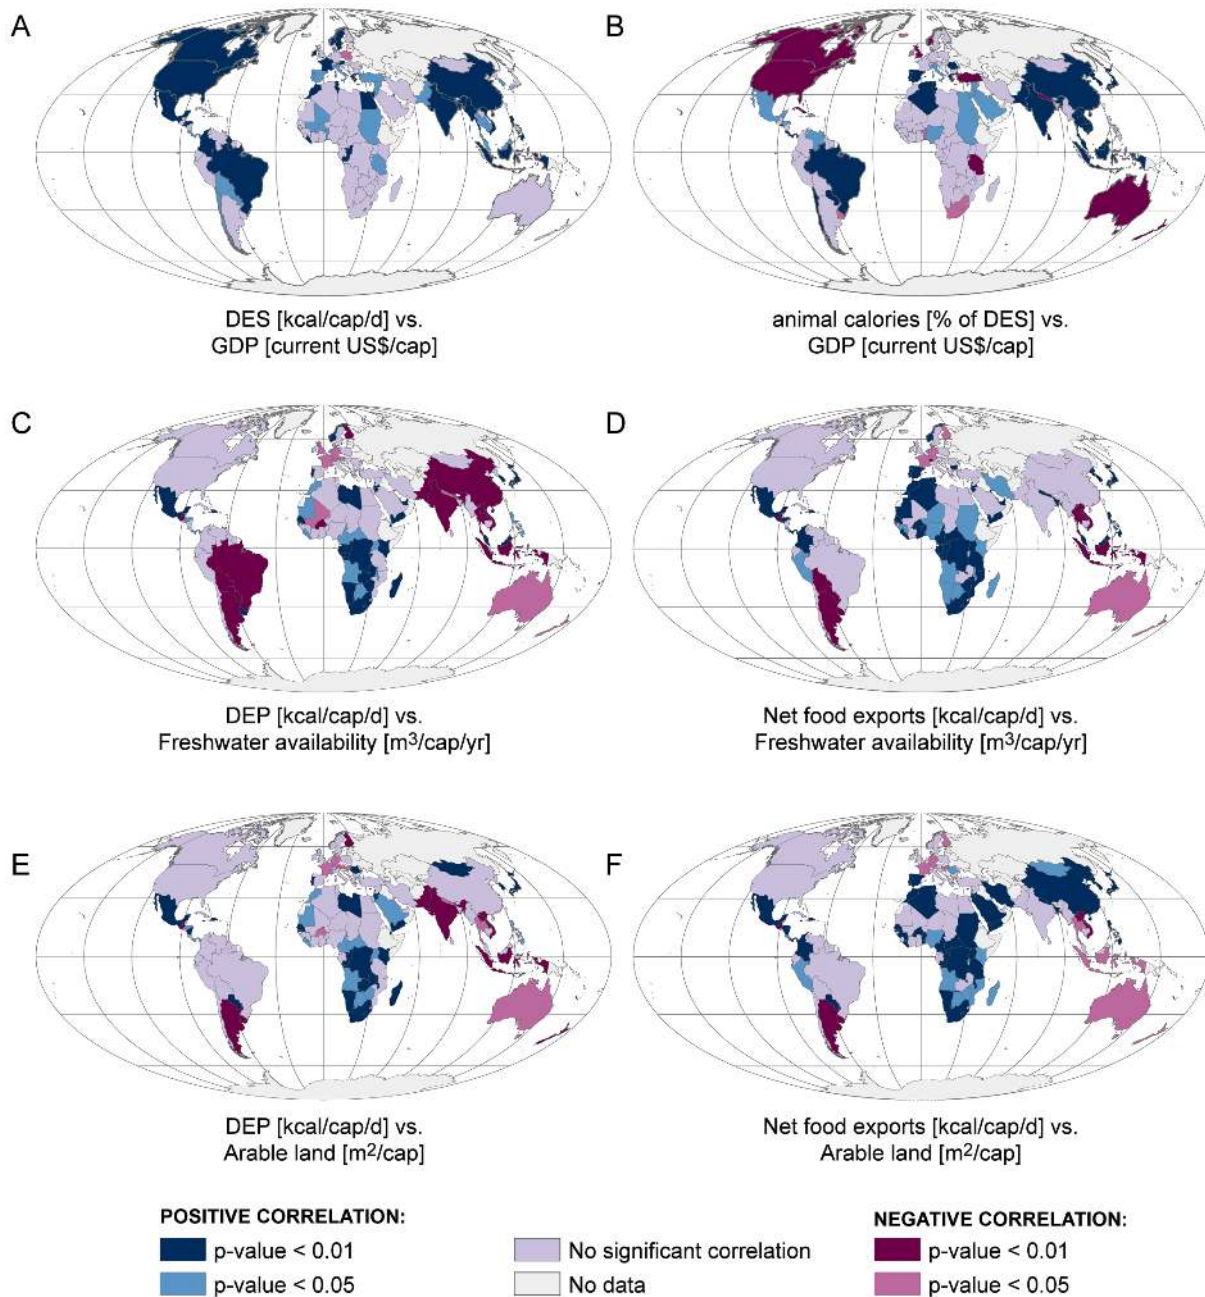 A
B
DES [kcal/cap/d] vs.
GDP [current US$/cap]
animal calories [% of DES] vs.
GDP [current US$/cap]
C
D
DEP [kcal/cap/d] vs.
Freshwater availability [m³/cap/yr]
Net food exports [kcal/cap/d] vs.
Freshwater availability [m³/cap/yr]
E
F
DEP [kcal/cap/d] vs.
Arable land [m²/cap]
Net food exports [kcal/cap/d] vs.
Arable land [m²/cap]
POSITIVE CORRELATION:
p-value < 0.01
p-value < 0.05
No significant correlation
No data
NEGATIVE CORRELATION:
p-value < 0.01
p-value < 0.05